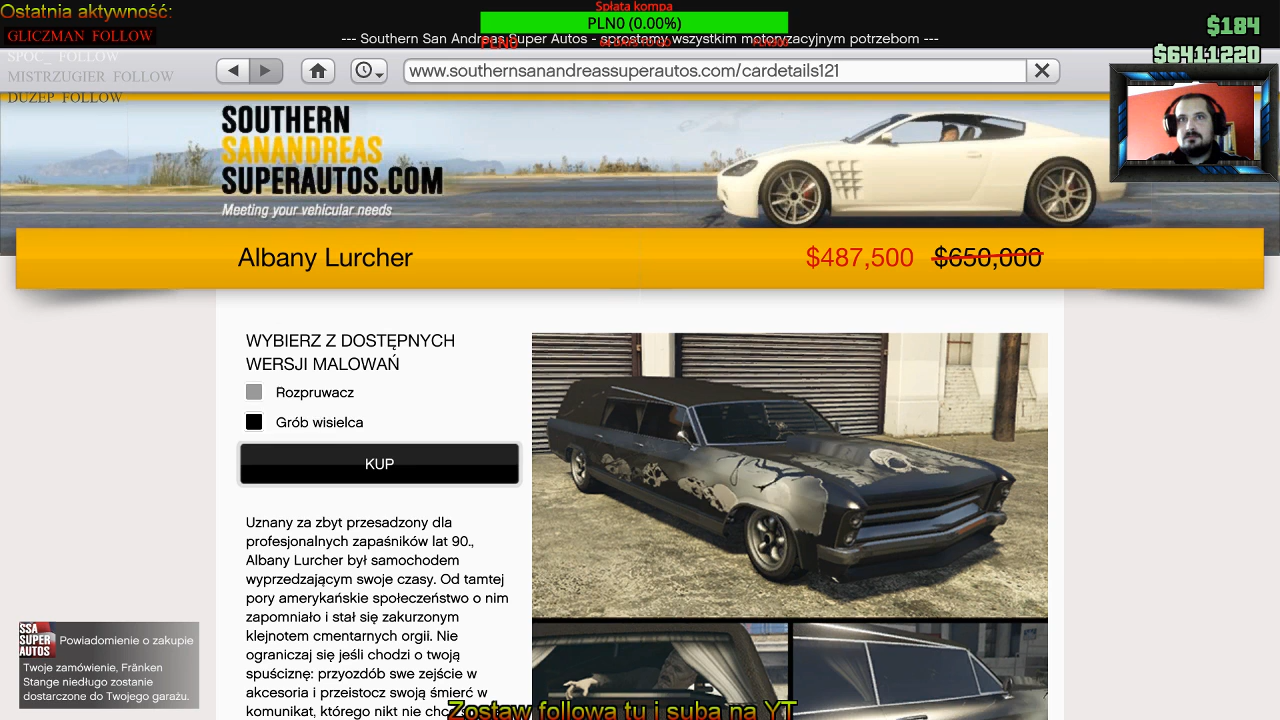 Ostatnia aktywność:
GLICZMAN FOLLOW
SPOC_ FOLLOW
MISTRZUGIER FOLLOW
DUZEP FOLLOW
Spłata kompa
PLN0 (0.00%)
--- Southern San Andreas Super Autos - sprostamy wszystkim motoryzacyjnym potrzebom ---
PLN0
$184
$6411220
www.southernsanandreassuperautos.com/cardetails121
SOUTHERN
SANANDREAS
SUPERAUTOS.COM
Meeting your vehicular needs
Albany Lurcher
$487,500 $650,000
WYBIERZ Z DOSTĘPNYCH
WERSJI MALOWAŃ
Rozpruwacz
Grób wisielca
KUP
Uznany za zbyt przesadzony dla
profesjonalnych zapaśników lat 90.,
Albany Lurcher był samochodem
wyprzedzającym swoje czasy. Od tamtej
pory amerykańskie społeczeństwo o nim
zapomniało i stał się zakurzonym
klejnotem cmentarnych orgii. Nie
ograniczaj się jeśli chodzi o twoją
spuściznę: przyozdób swe zejście w
akcesoria i przeistocz swoją śmierć w
komunikat, którego nikt nie
SSA
SUPER
AUTOS
Powiadomienie o zakupie
Twoje zamówienie, Fränken
Stange niedługo zostanie
dostarczone do Twojego garażu.
Zostaw followa tu i suba na YT